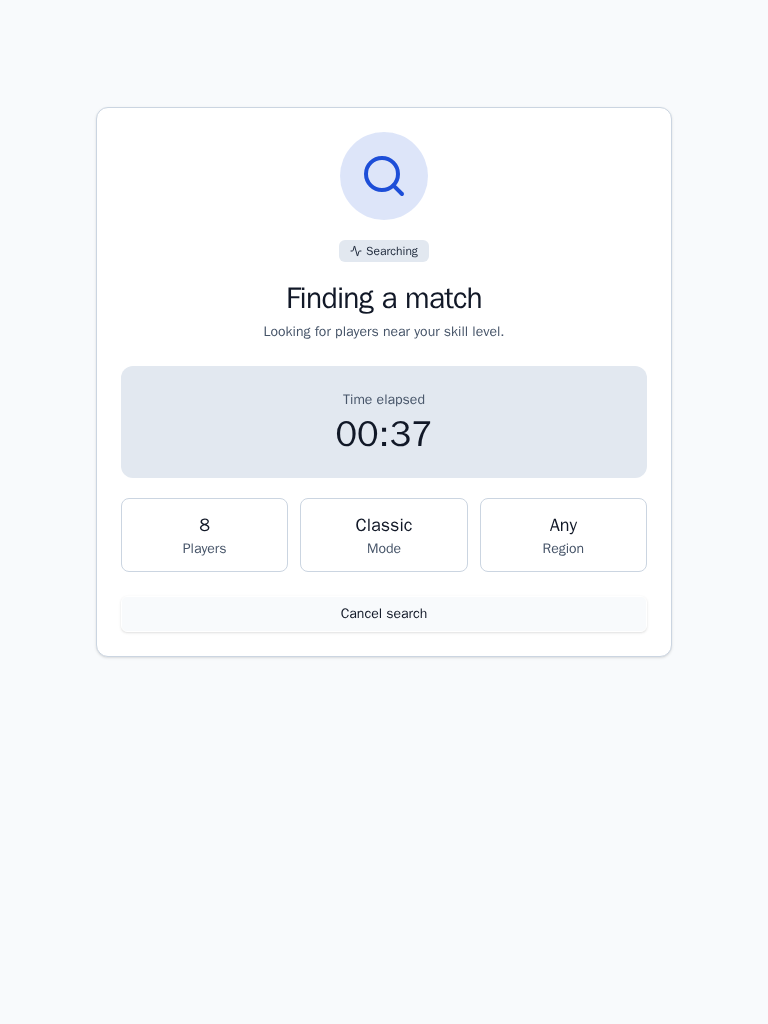 Searching
Finding a match
Looking for players near your skill level.
Time elapsed
00:37
8
Players
Classic
Mode
Any
Region
Cancel search